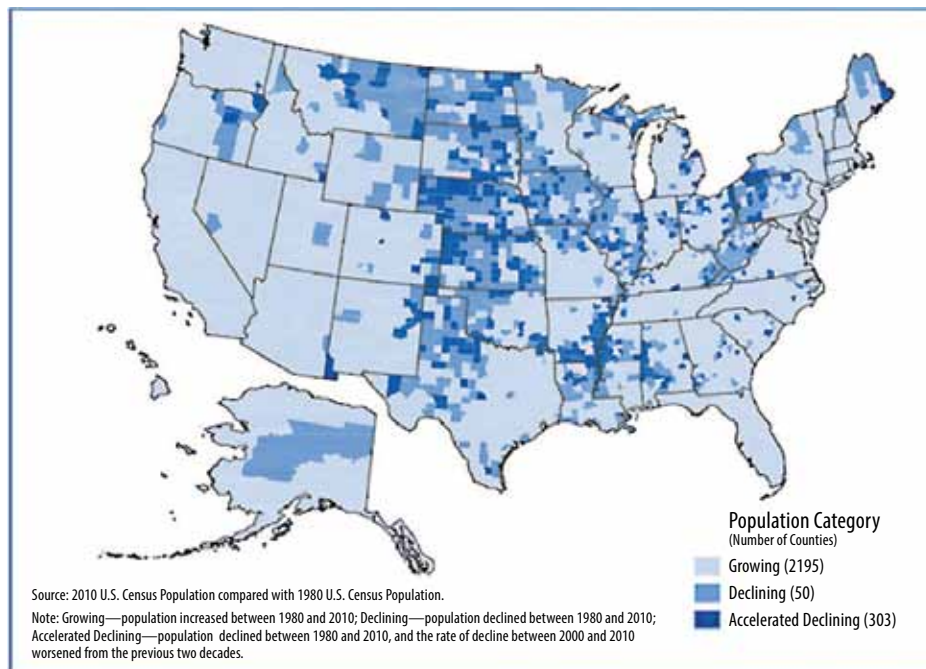 Population Category
(Number of Counties)
Growing (2195)
Declining (50)
Accelerated Declining (303)
Source: 2010 U.S. Census Population compared with 1980 U.S. Census Population.
Note: Growing—population increased between 1980 and 2010; Declining—population declined between 1980 and 2010;
Accelerated Declining—population declined between 1980 and 2010, and the rate of decline between 2000 and 2010
worsened from the previous two decades.